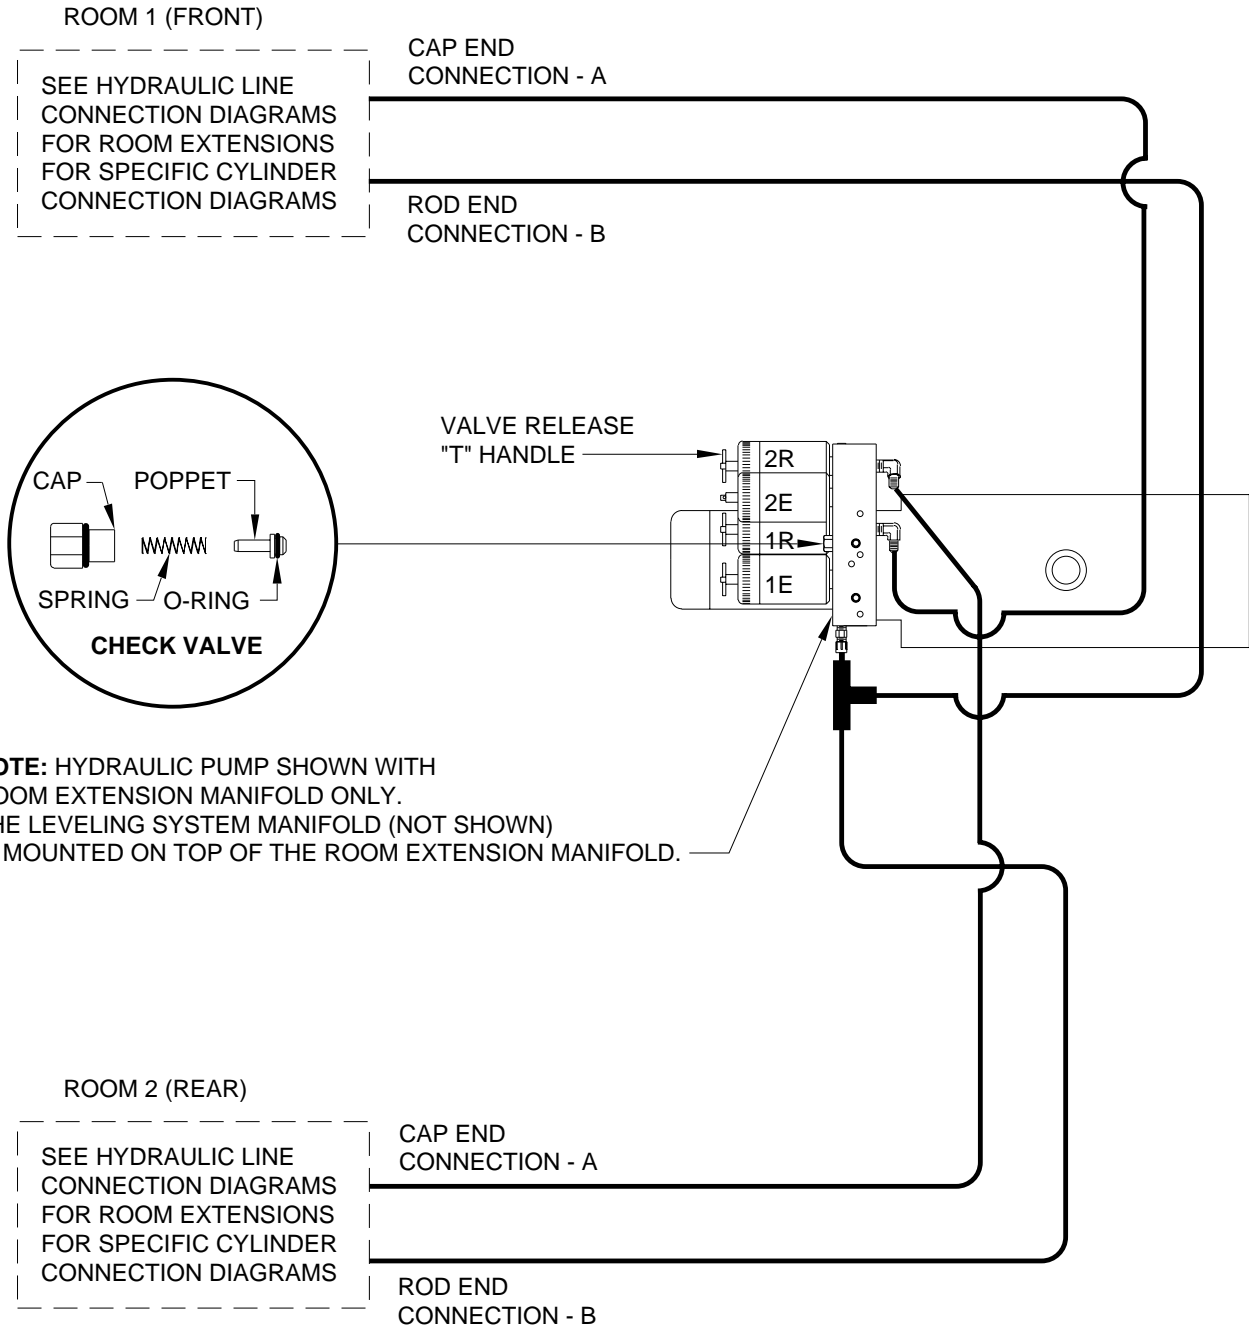 ROOM 1 (FRONT)
CAP END
CONNECTION - A
SEE HYDRAULIC LINE
CONNECTION DIAGRAMS
FOR ROOM EXTENSIONS
FOR SPECIFIC CYLINDER
CONNECTION DIAGRAMS
ROD END
CONNECTION - B
VALVE RELEASE
"T" HANDLE
2R
2E
1R
1E
CAP
POPPET
SPRING
O-RING
CHECK VALVE
OTE: HYDRAULIC PUMP SHOWN WITH
OOM EXTENSION MANIFOLD ONLY.
HE LEVELING SYSTEM MANIFOLD (NOT SHOWN)
MOUNTED ON TOP OF THE ROOM EXTENSION MANIFOLD.
ROOM 2 (REAR)
CAP END
CONNECTION - A
SEE HYDRAULIC LINE
CONNECTION DIAGRAMS
FOR ROOM EXTENSIONS
FOR SPECIFIC CYLINDER
CONNECTION DIAGRAMS
ROD END
CONNECTION - B